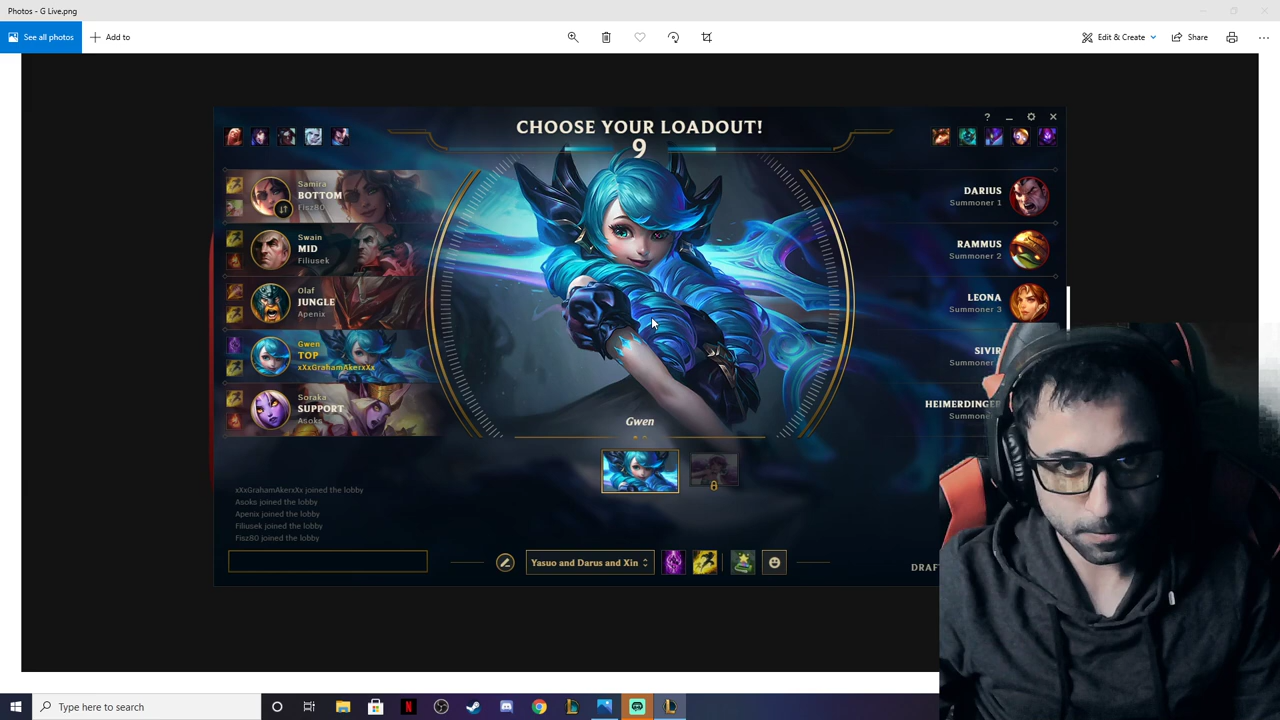 Photos - G Live.png
See all photos
Add to
Edit & Create
Share
CHOOSE YOUR LOADOUT!
9
?
Samira
BOTTOM
Fisz80
Swain
MID
Filiusek
Olaf
JUNGLE
Apenix
Gwen
TOP
xXxGrahamAkerxXx
Soraka
SUPPORT
Asoks
DARIUS
Summoner 1
RAMMUS
Summoner 2
LEONA
Summoner 3
SIVIR
Summoner
HEIMERDINGER
Summone
Gwen
xXxGrahamAkerxXx joined the lobby
Asoks joined the lobby
Apenix joined the lobby
Filiusek joined the lobby
Fisz80 joined the lobby
Yasuo and Darus and Xin
DRAF
Type here to search